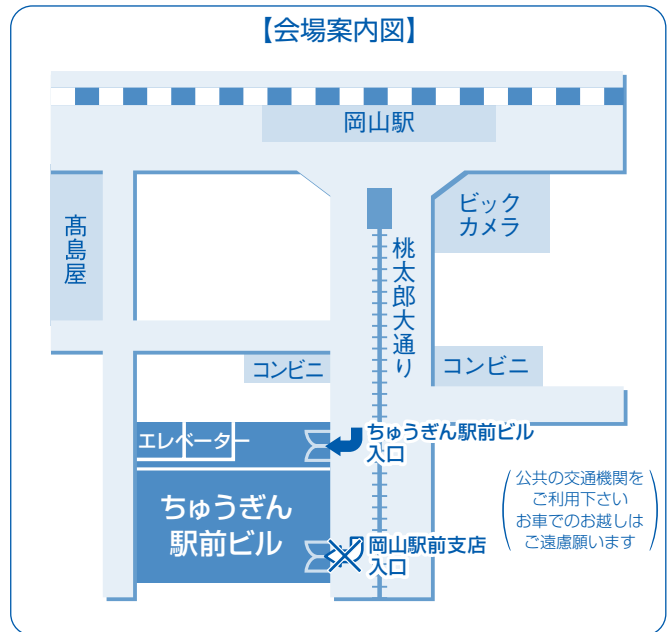 【会場案内図】
岡山駅
髙島屋
ビック
カメラ
桃太郎大通り
コンビニ
コンビニ
エレベーター
ちゅうぎん駅前ビル
入口
ちゅうぎん
駅前ビル
岡山駅前支店
入口
公共の交通機関を
ご利用下さい
お車でのお越しは
ご遠慮願います